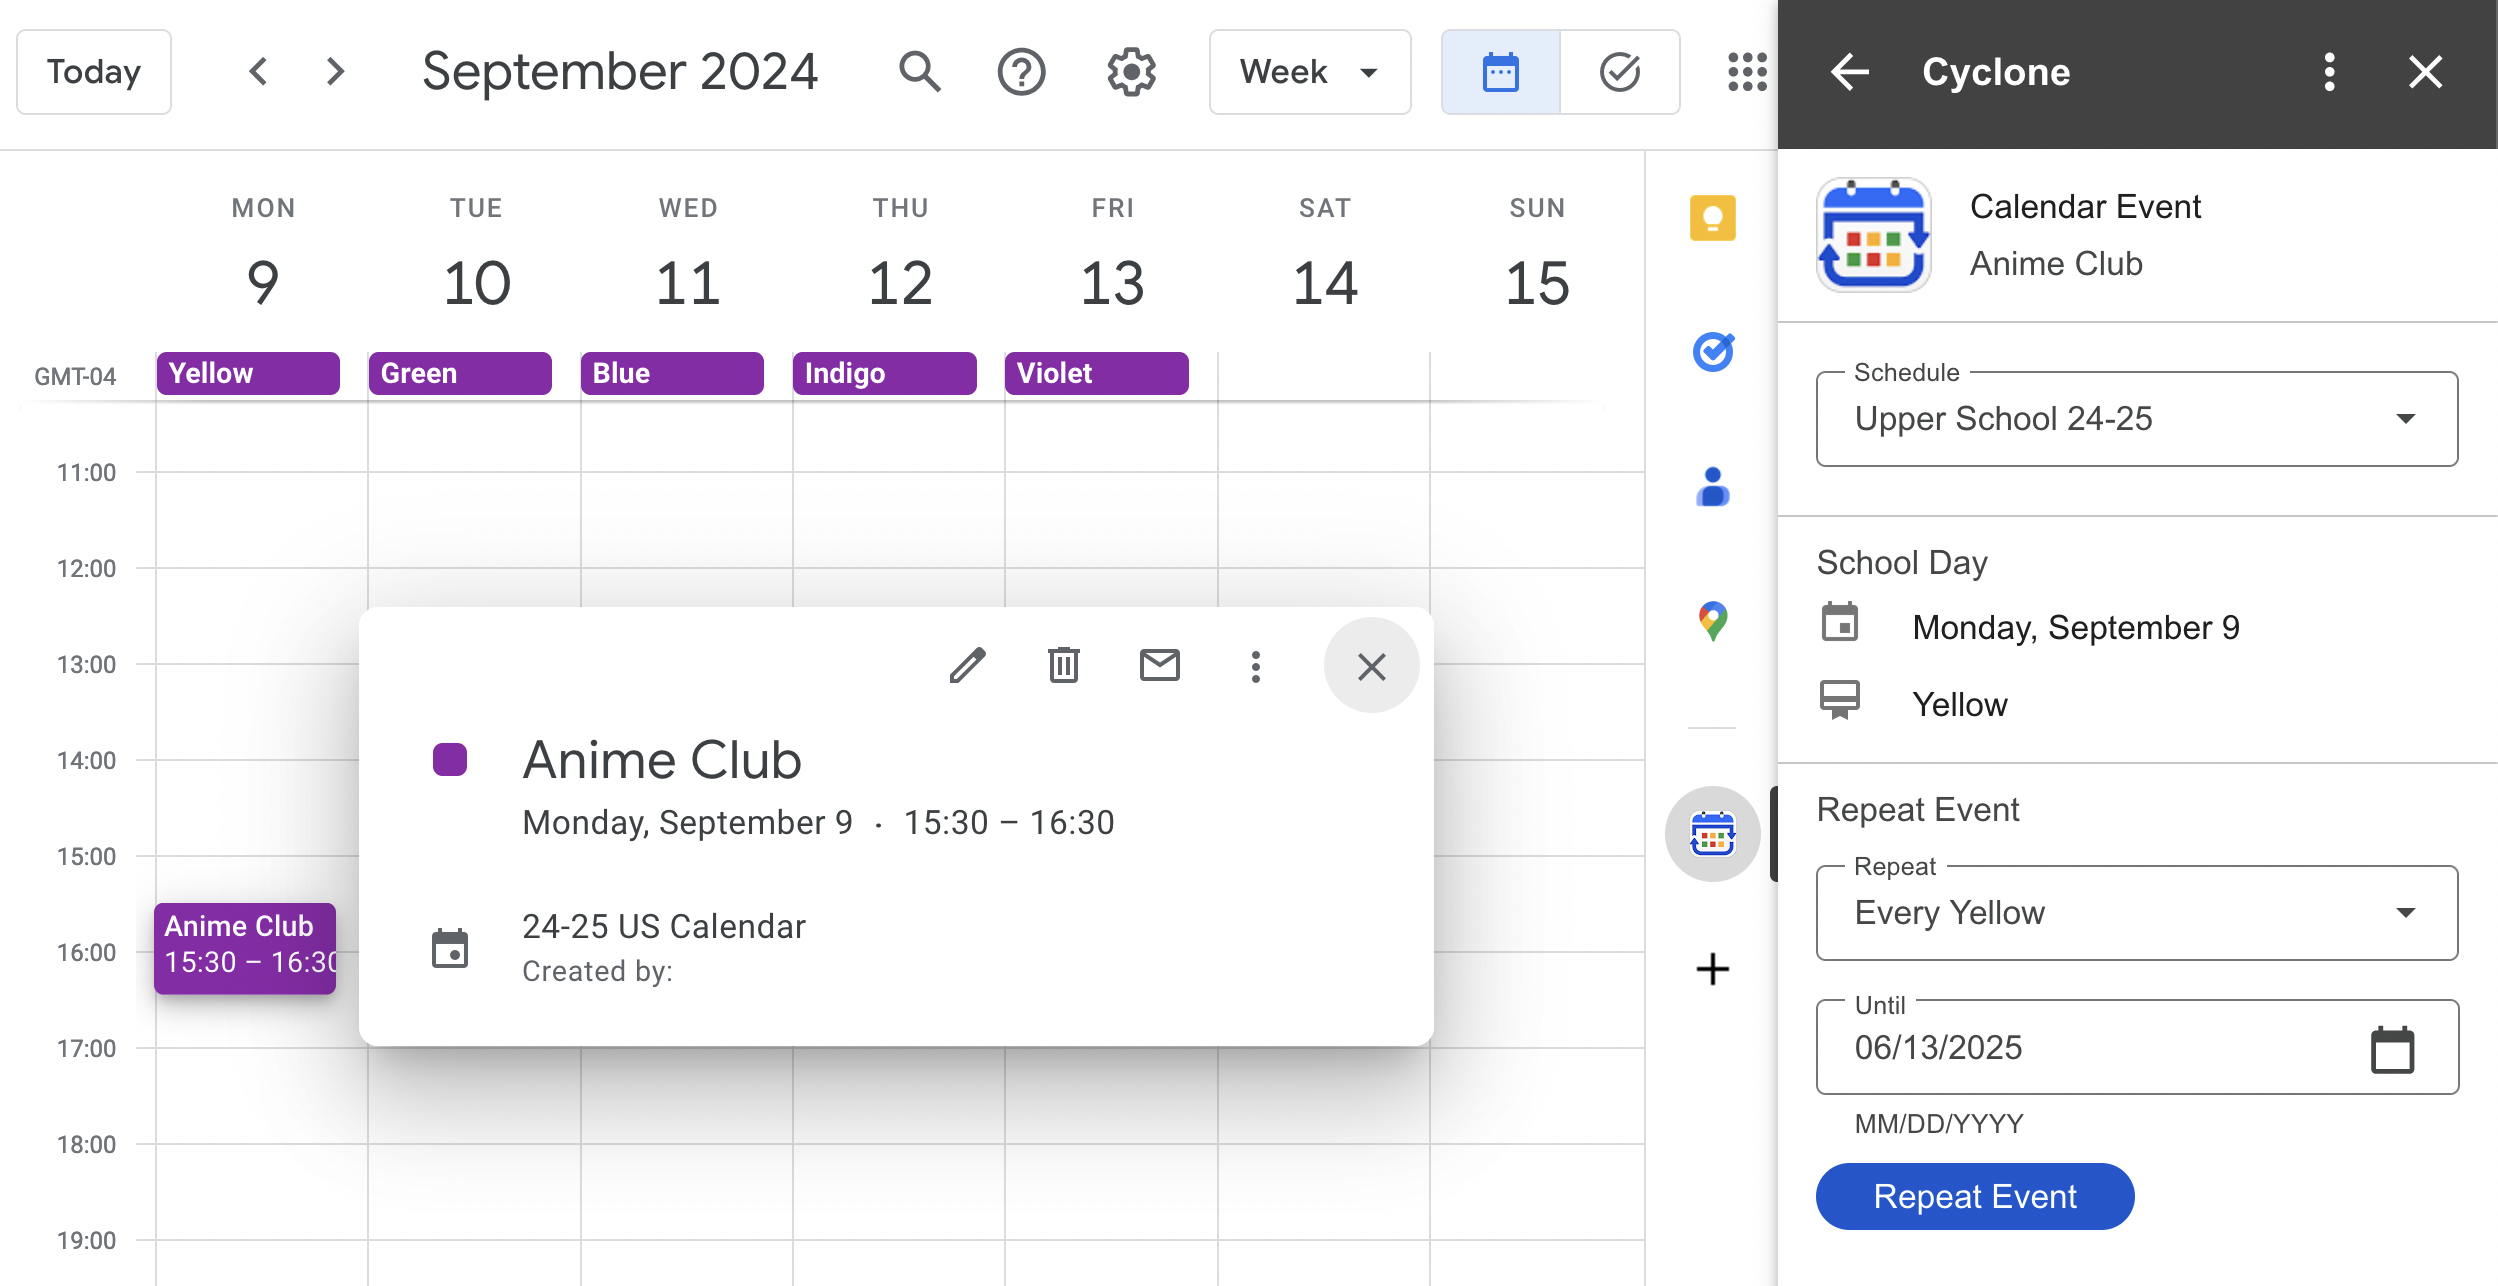 Today
September 2024
Week
MON TUE WED THU FRI SAT SUN
9 10 11 12 13 14 15
GMT-04 Yellow Green Blue Indigo Violet
11:00
12:00
13:00
14:00
15:00
16:00
17:00
18:00
19:00
Anime Club
15:30 – 16:30
Anime Club
Monday, September 9 · 15:30 – 16:30
24-25 US Calendar
Created by:
Cyclone
Calendar Event
Anime Club
Schedule
Upper School 24-25
School Day
Monday, September 9
Yellow
Repeat Event
Repeat
Every Yellow
Until
06/13/2025
MM/DD/YYYY
Repeat Event